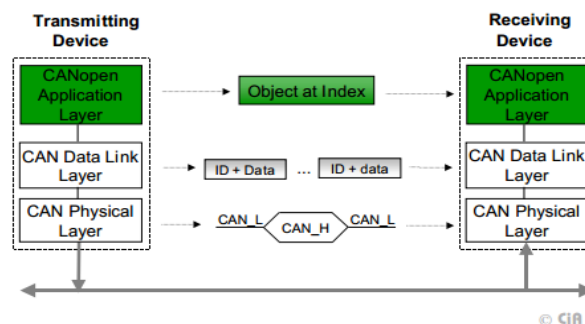 Transmitting
Device
Receiving
Device
CANopen
Application
Layer
Object at Index
CANopen
Application
Layer
CAN Data Link
Layer
ID + Data
...
ID + data
CAN Data Link
Layer
CAN Physical
Layer
CAN_L
CAN_H
CAN_L
CAN Physical
Layer
© CiA